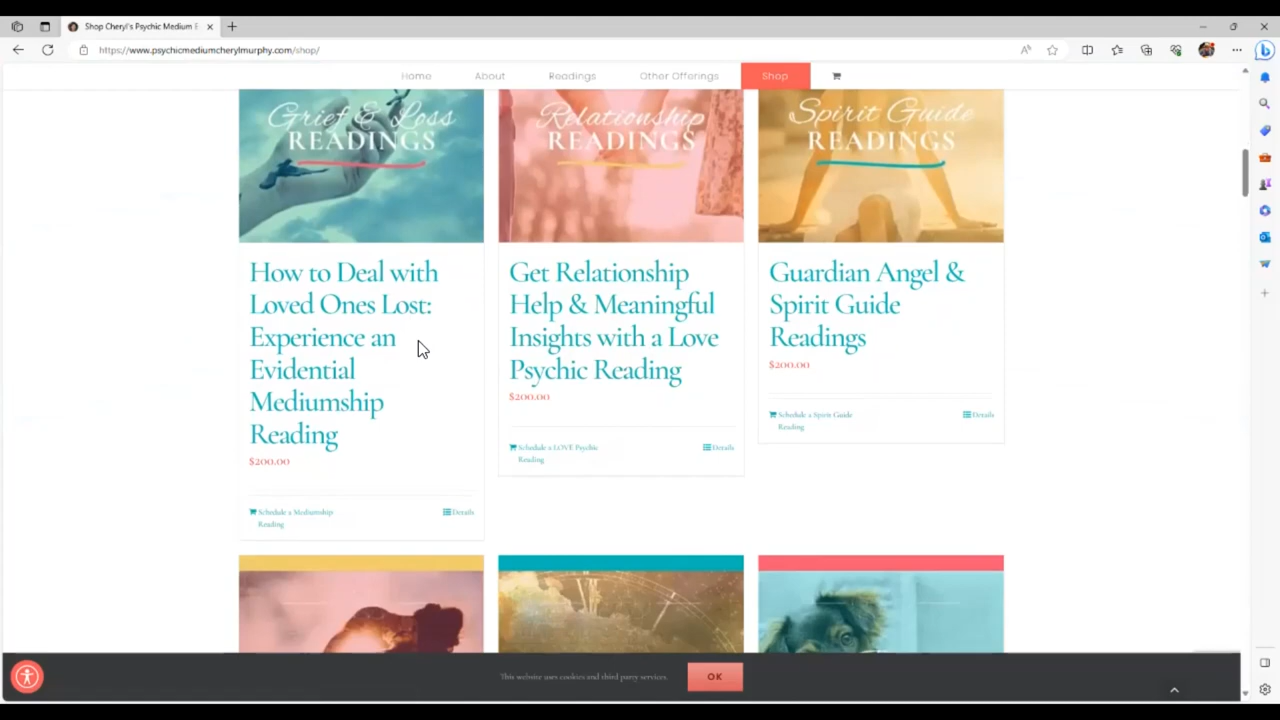 Shop Cheryl's Psychic Medium E
https://www.psychicmediumcherylmurphy.com/shop/
Home About Readings Other Offerings Shop
Grief & Loss
READINGS
Relationship
READINGS
Spirit Guide
READINGS
How to Deal with
Loved Ones Lost:
Experience an
Evidential
Mediumship
Reading
$200.00
Schedule a Mediumship
Reading
Details
Get Relationship
Help & Meaningful
Insights with a Love
Psychic Reading
$200.00
Schedule a LOVE Psychic
Reading
Details
Guardian Angel &
Spirit Guide
Readings
$200.00
Schedule a Spirit Guide
Reading
Details
This website uses cookies and third party services.
OK